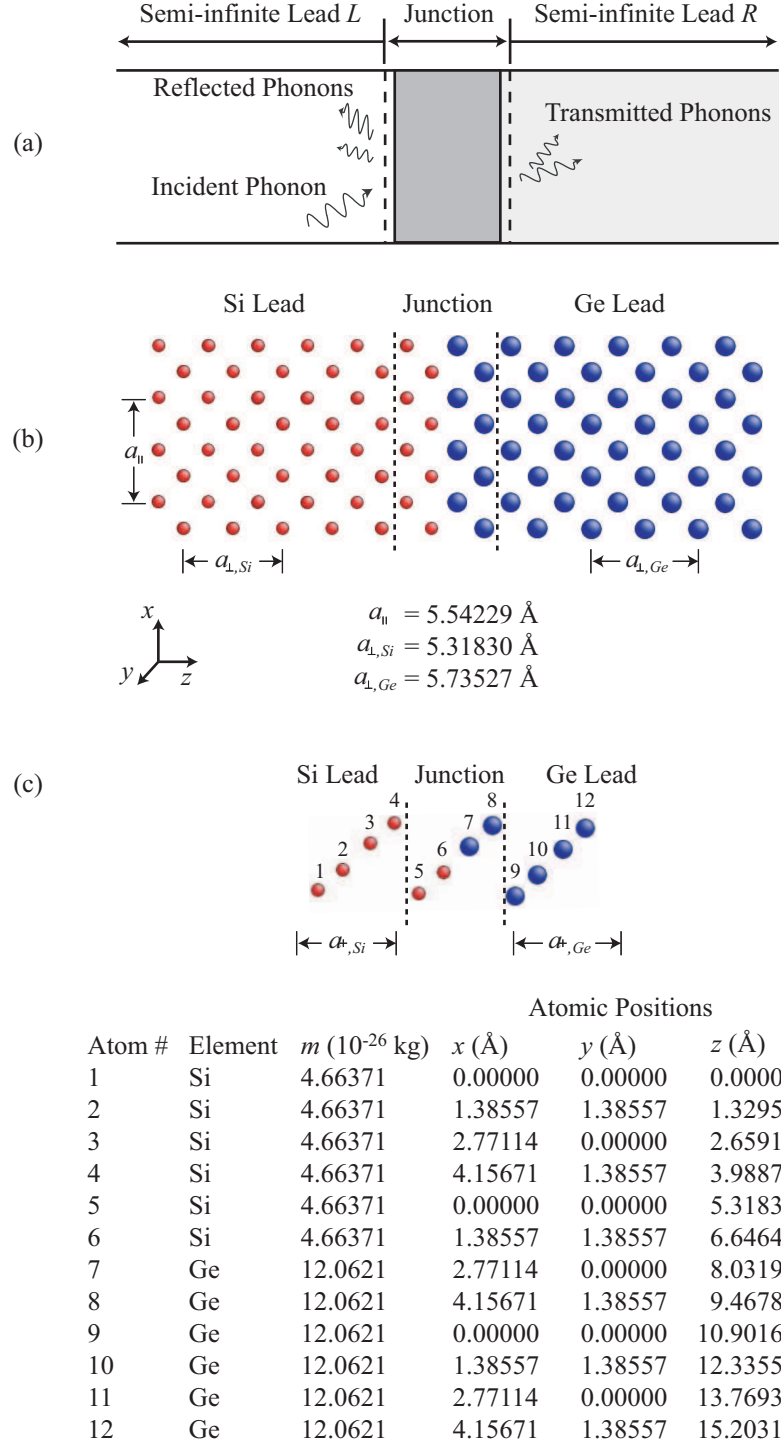 Semi-infinite Lead L Junction Semi-infinite Lead R
(a)
Reflected Phonons
Transmitted Phonons
Incident Phonon
Si Lead Junction Ge Lead
(b)
a||
a⊥,Si a⊥,Ge
x
y z
a|| = 5.54229 Å
a⊥,Si = 5.31830 Å
a⊥,Ge = 5.73527 Å
(c)
Si Lead Junction Ge Lead
1 2 3 4 5 6 7 8 9 10 11 12
a⊥,Si a⊥,Ge
Atomic Positions
Atom # Element m (10-26 kg) x (Å) y (Å) z (Å)
1 Si 4.66371 0.00000 0.00000 0.0000
2 Si 4.66371 1.38557 1.38557 1.3295
3 Si 4.66371 2.77114 0.00000 2.6591
4 Si 4.66371 4.15671 1.38557 3.9887
5 Si 4.66371 0.00000 0.00000 5.3183
6 Si 4.66371 1.38557 1.38557 6.6464
7 Ge 12.0621 2.77114 0.00000 8.0319
8 Ge 12.0621 4.15671 1.38557 9.4678
9 Ge 12.0621 0.00000 0.00000 10.9016
10 Ge 12.0621 1.38557 1.38557 12.3355
11 Ge 12.0621 2.77114 0.00000 13.7693
12 Ge 12.0621 4.15671 1.38557 15.2031